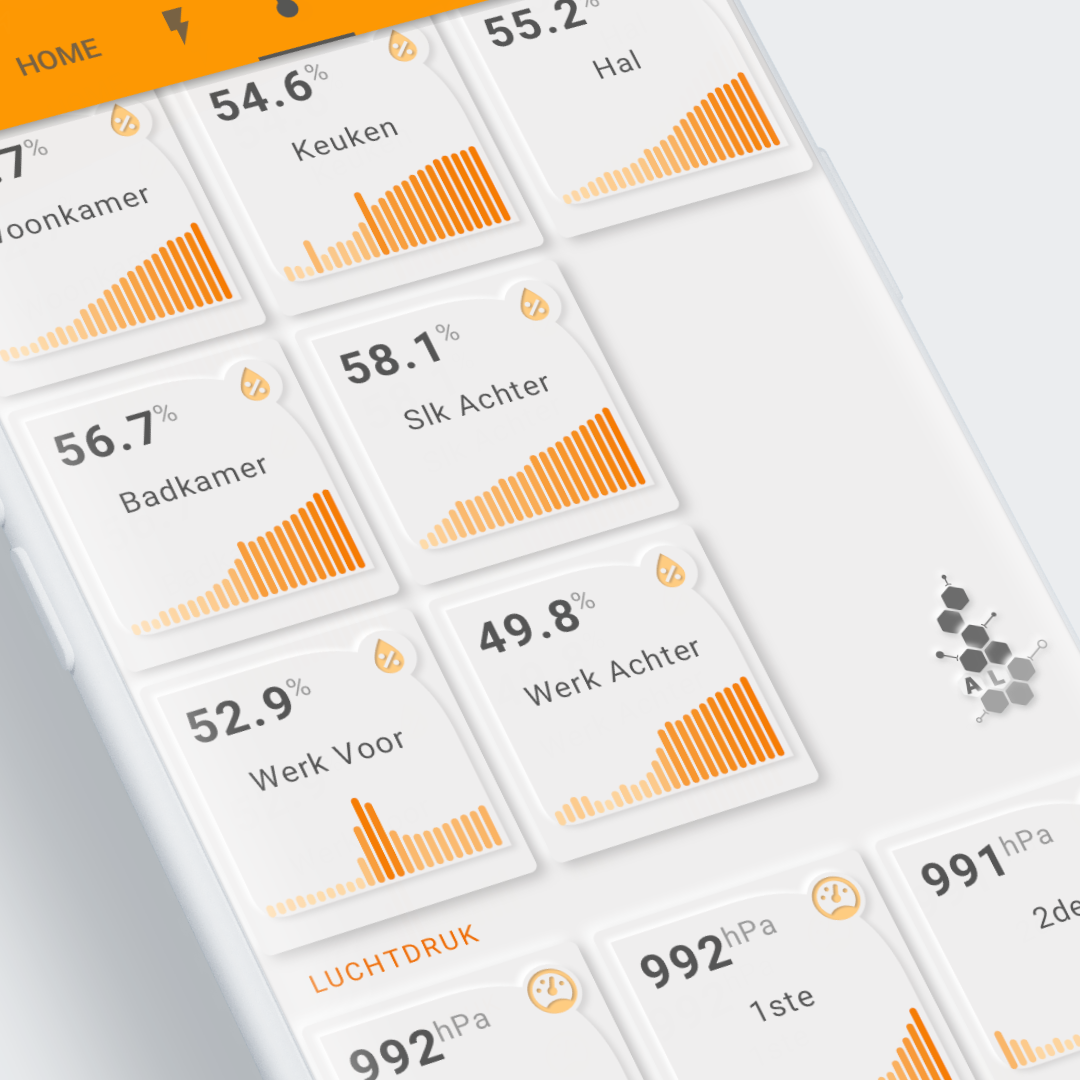 HOME
55.2%
Hal
54.6%
Keuken
.7%
Woonkamer
58.1%
Slk Achter
56.7%
Badkamer
49.8%
Werk Achter
52.9%
Werk Voor
A L
LUCHTDRUK
991hPa
2de
992hPa
1ste
992hPa